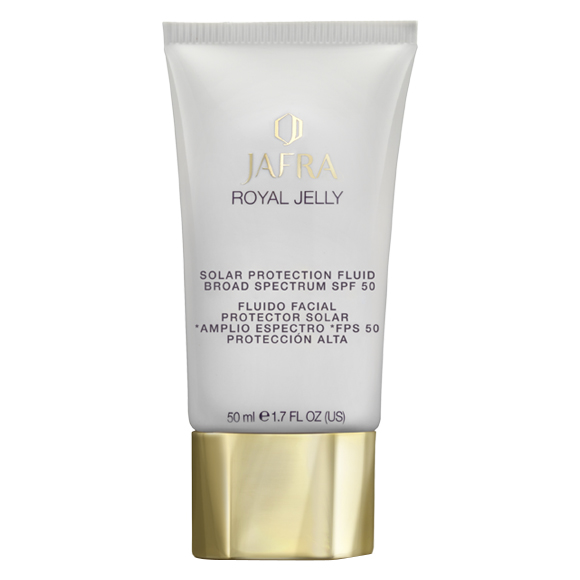 JAFRA
ROYAL JELLY
SOLAR PROTECTION FLUID
BROAD SPECTRUM SPF 50
FLUIDO FACIAL
PROTECTOR SOLAR
*AMPLIO ESPECTRO *FPS 50
PROTECCIÓN ALTA
50 ml ℮ 1.7 FL OZ (US)